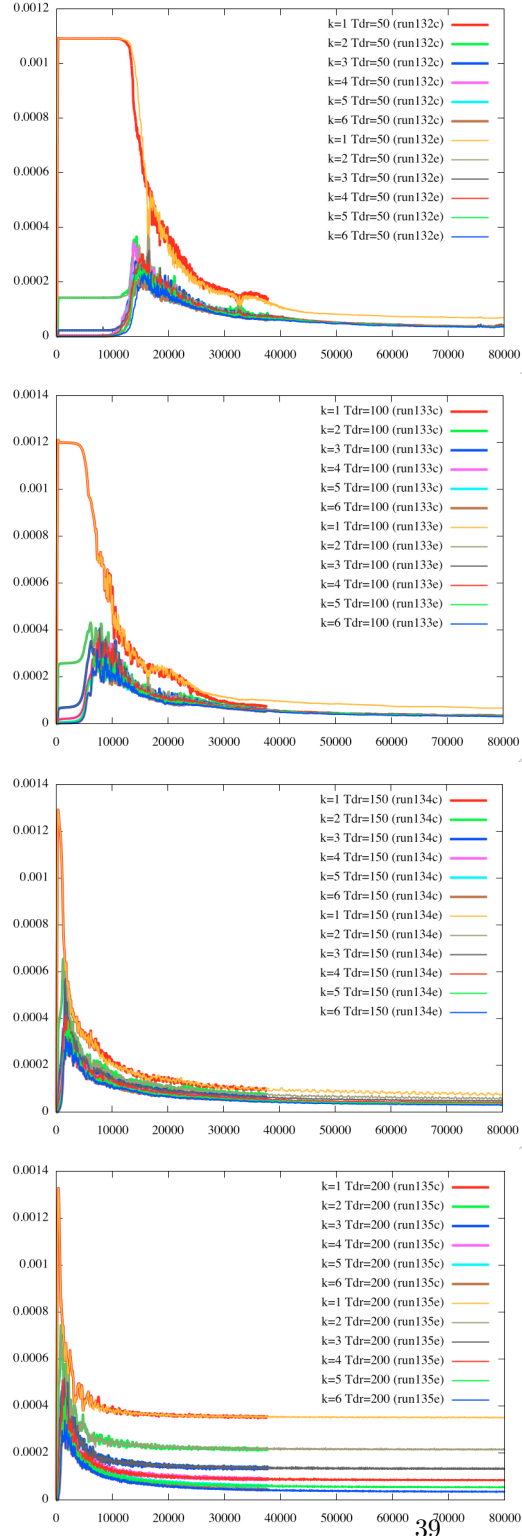 0.0012
0.001
0.0008
0.0006
0.0004
0.0002
0
0 10000 20000 30000 40000 50000 60000 70000 80000
k=1 Tdr=50 (run132c)
k=2 Tdr=50 (run132c)
k=3 Tdr=50 (run132c)
k=4 Tdr=50 (run132c)
k=5 Tdr=50 (run132c)
k=6 Tdr=50 (run132c)
k=1 Tdr=50 (run132e)
k=2 Tdr=50 (run132e)
k=3 Tdr=50 (run132e)
k=4 Tdr=50 (run132e)
k=5 Tdr=50 (run132e)
k=6 Tdr=50 (run132e)
0.0014
0.0012
0.001
0.0008
0.0006
0.0004
0.0002
0
0 10000 20000 30000 40000 50000 60000 70000 80000
k=1 Tdr=100 (run133c)
k=2 Tdr=100 (run133c)
k=3 Tdr=100 (run133c)
k=4 Tdr=100 (run133c)
k=5 Tdr=100 (run133c)
k=6 Tdr=100 (run133c)
k=1 Tdr=100 (run133e)
k=2 Tdr=100 (run133e)
k=3 Tdr=100 (run133e)
k=4 Tdr=100 (run133e)
k=5 Tdr=100 (run133e)
k=6 Tdr=100 (run133e)
0.0014
0.0012
0.001
0.0008
0.0006
0.0004
0.0002
0
0 10000 20000 30000 40000 50000 60000 70000 80000
k=1 Tdr=150 (run134c)
k=2 Tdr=150 (run134c)
k=3 Tdr=150 (run134c)
k=4 Tdr=150 (run134c)
k=5 Tdr=150 (run134c)
k=6 Tdr=150 (run134c)
k=1 Tdr=150 (run134e)
k=2 Tdr=150 (run134e)
k=3 Tdr=150 (run134e)
k=4 Tdr=150 (run134e)
k=5 Tdr=150 (run134e)
k=6 Tdr=150 (run134e)
0.0014
0.0012
0.001
0.0008
0.0006
0.0004
0.0002
0
0 10000 20000 30000 40000 50000 60000 70000 80000
k=1 Tdr=200 (run135c)
k=2 Tdr=200 (run135c)
k=3 Tdr=200 (run135c)
k=4 Tdr=200 (run135c)
k=5 Tdr=200 (run135c)
k=6 Tdr=200 (run135c)
k=1 Tdr=200 (run135e)
k=2 Tdr=200 (run135e)
k=3 Tdr=200 (run135e)
k=4 Tdr=200 (run135e)
k=5 Tdr=200 (run135e)
k=6 Tdr=200 (run135e)
39